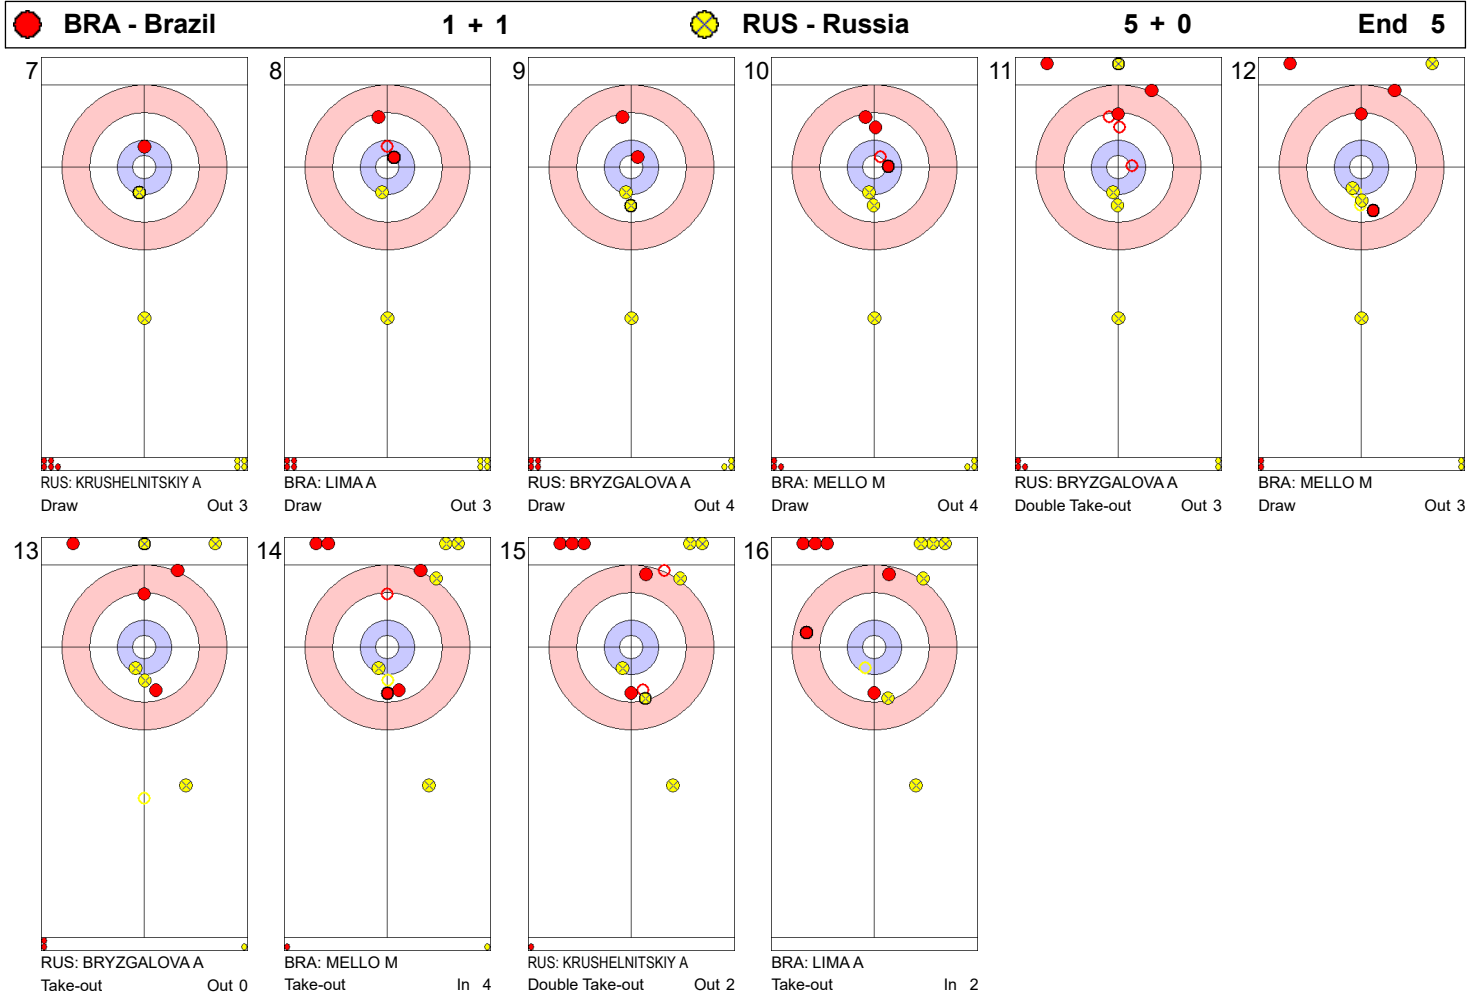 BRA - Brazil 1 + 1 RUS - Russia 5 + 0 End 5
7 8 9 10 11 12
RUS: KRUSHELNITSKIY A BRA: LIMA A RUS: BRYZGALOVA A BRA: MELLO M RUS: BRYZGALOVA A BRA: MELLO M
Draw Out 3 Draw Out 3 Draw Out 4 Draw Out 4 Double Take-out Out 3 Draw Out 3
13 14 15 16
RUS: BRYZGALOVA A BRA: MELLO M RUS: KRUSHELNITSKIY A BRA: LIMA A
Take-out Out 0 Take-out In 4 Double Take-out Out 2 Take-out In 2